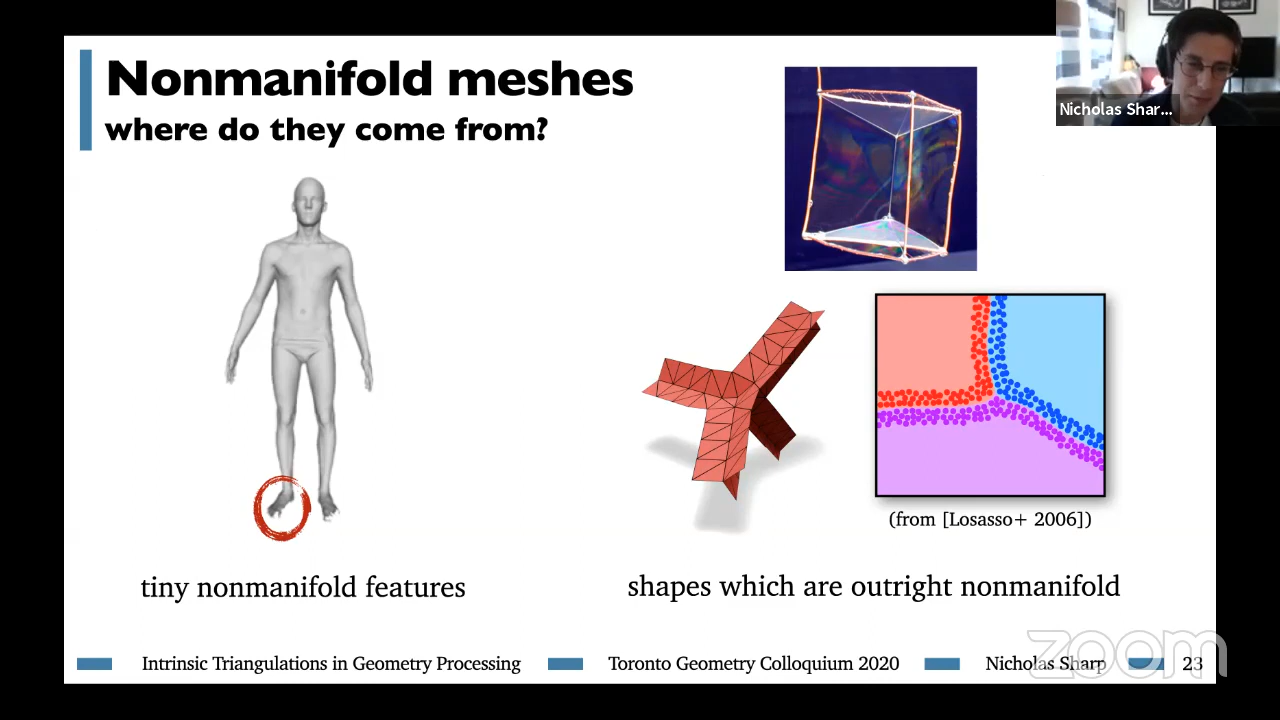 Nonmanifold meshes
where do they come from?
Nicholas Shar...
(from [Losasso+ 2006])
tiny nonmanifold features
shapes which are outright nonmanifold
Intrinsic Triangulations in Geometry Processing
Toronto Geometry Colloquium 2020
Nicholas Sharp
23
zoom